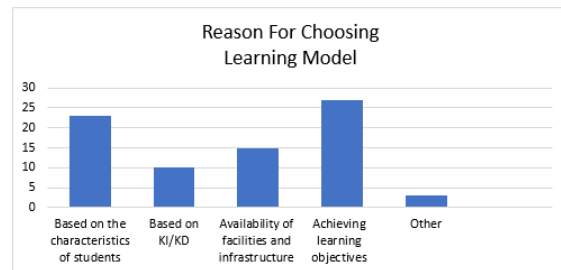 Reason For Choosing
Learning Model
30
25
20
15
10
5
0
Based on the
characteristics
of students
Based on
KI/KD
Availability of
facilities and
infrastructure
Achieving
learning
objectives
Other